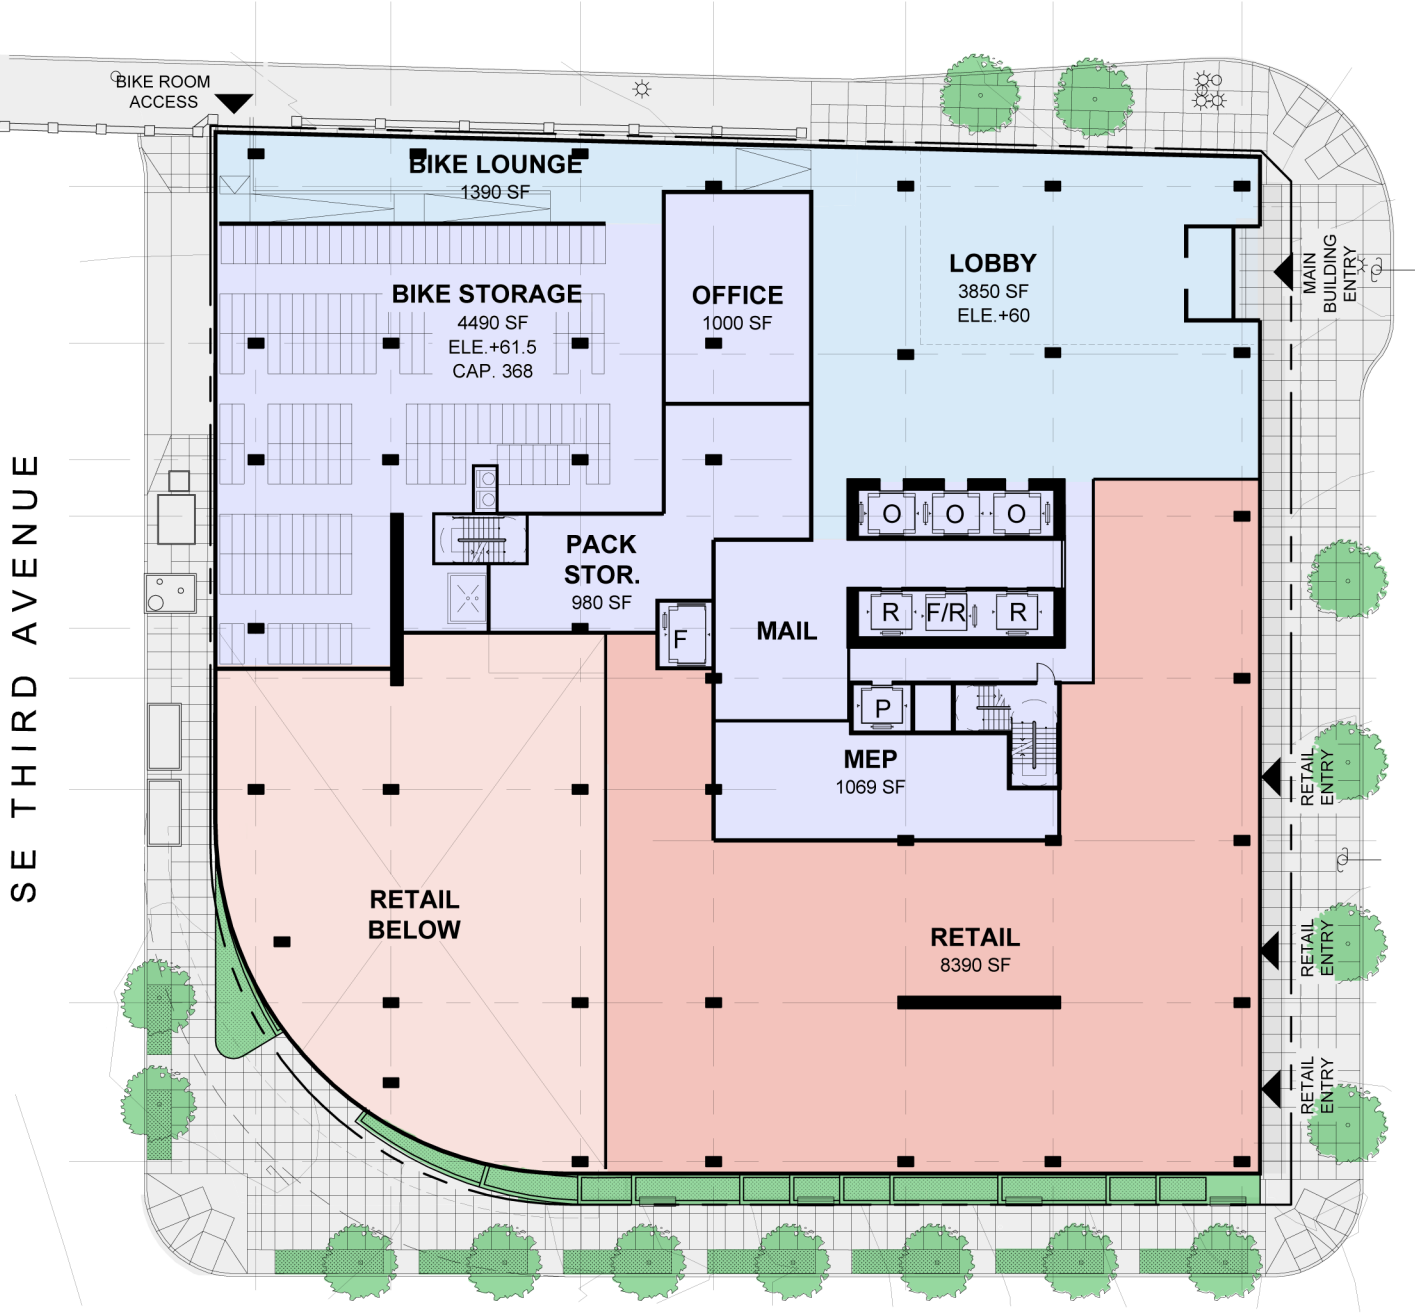 BIKE ROOM
ACCESS
BIKE LOUNGE
1390 SF
BIKE STORAGE
4490 SF
ELE.+61.5
CAP. 368
OFFICE
1000 SF
LOBBY
3850 SF
ELE.+60
MAIN
BUILDING
ENTRY
SE THIRD AVENUE
PACK
STOR.
980 SF
O
O
O
R
F/R
R
F
MAIL
P
MEP
1069 SF
RETAIL
ENTRY
RETAIL
BELOW
RETAIL
8390 SF
RETAIL
ENTRY
RETAIL
ENTRY